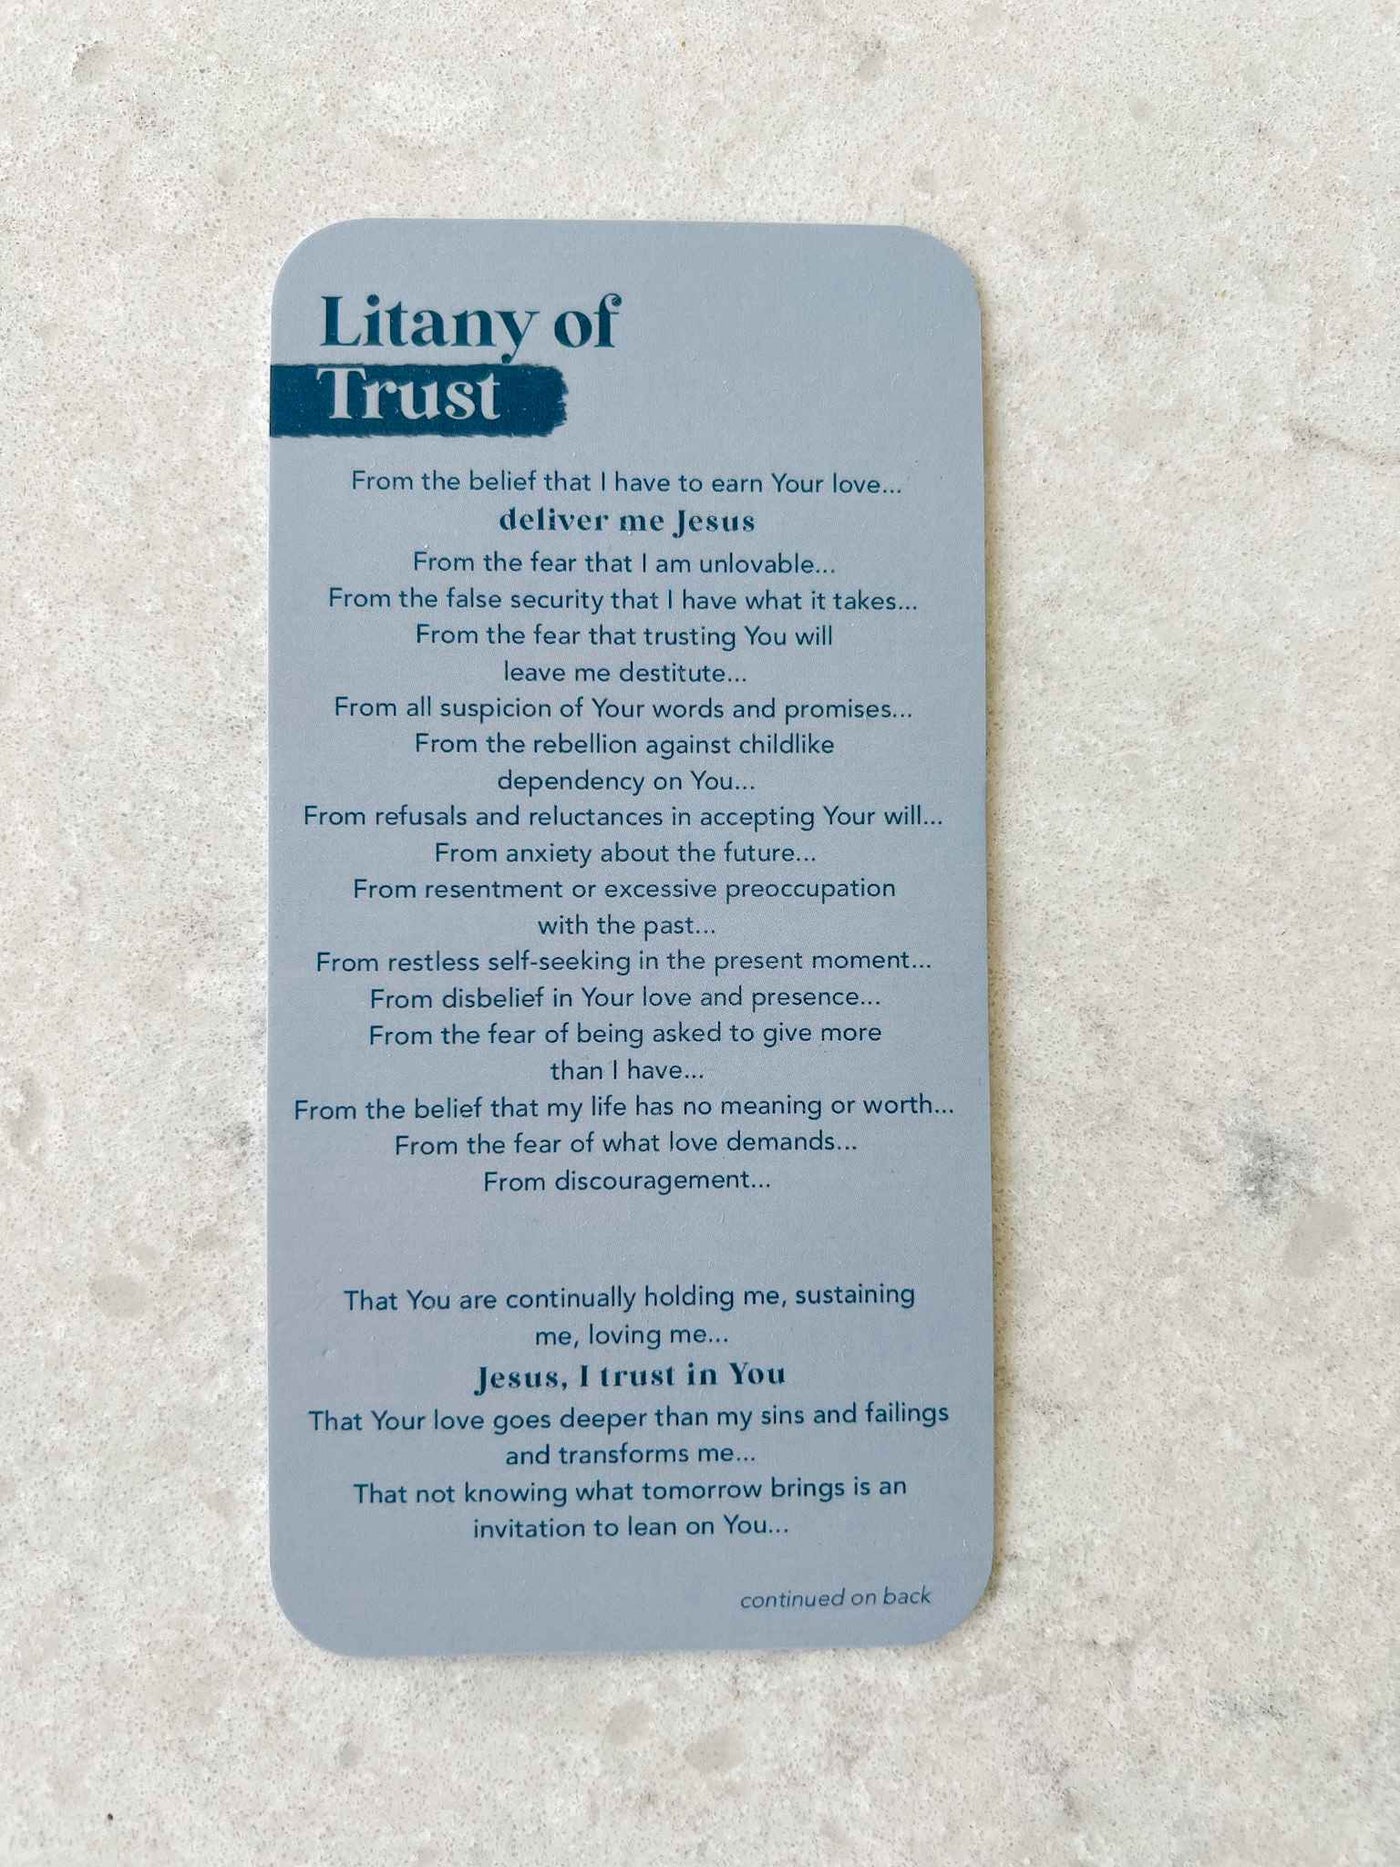 Litany of
Trust
From the belief that I have to earn Your love...
deliver me Jesus
From the fear that I am unlovable...
From the false security that I have what it takes...
From the fear that trusting You will
leave me destitute...
From all suspicion of Your words and promises...
From the rebellion against childlike
dependency on You...
From refusals and reluctances in accepting Your will...
From anxiety about the future...
From resentment or excessive preoccupation
with the past...
From restless self-seeking in the present moment...
From disbelief in Your love and presence...
From the fear of being asked to give more
than I have...
From the belief that my life has no meaning or worth...
From the fear of what love demands...
From discouragement...
That You are continually holding me, sustaining
me, loving me...
Jesus, I trust in You
That Your love goes deeper than my sins and failings
and transforms me...
That not knowing what tomorrow brings is an
invitation to lean on You...
continued on back